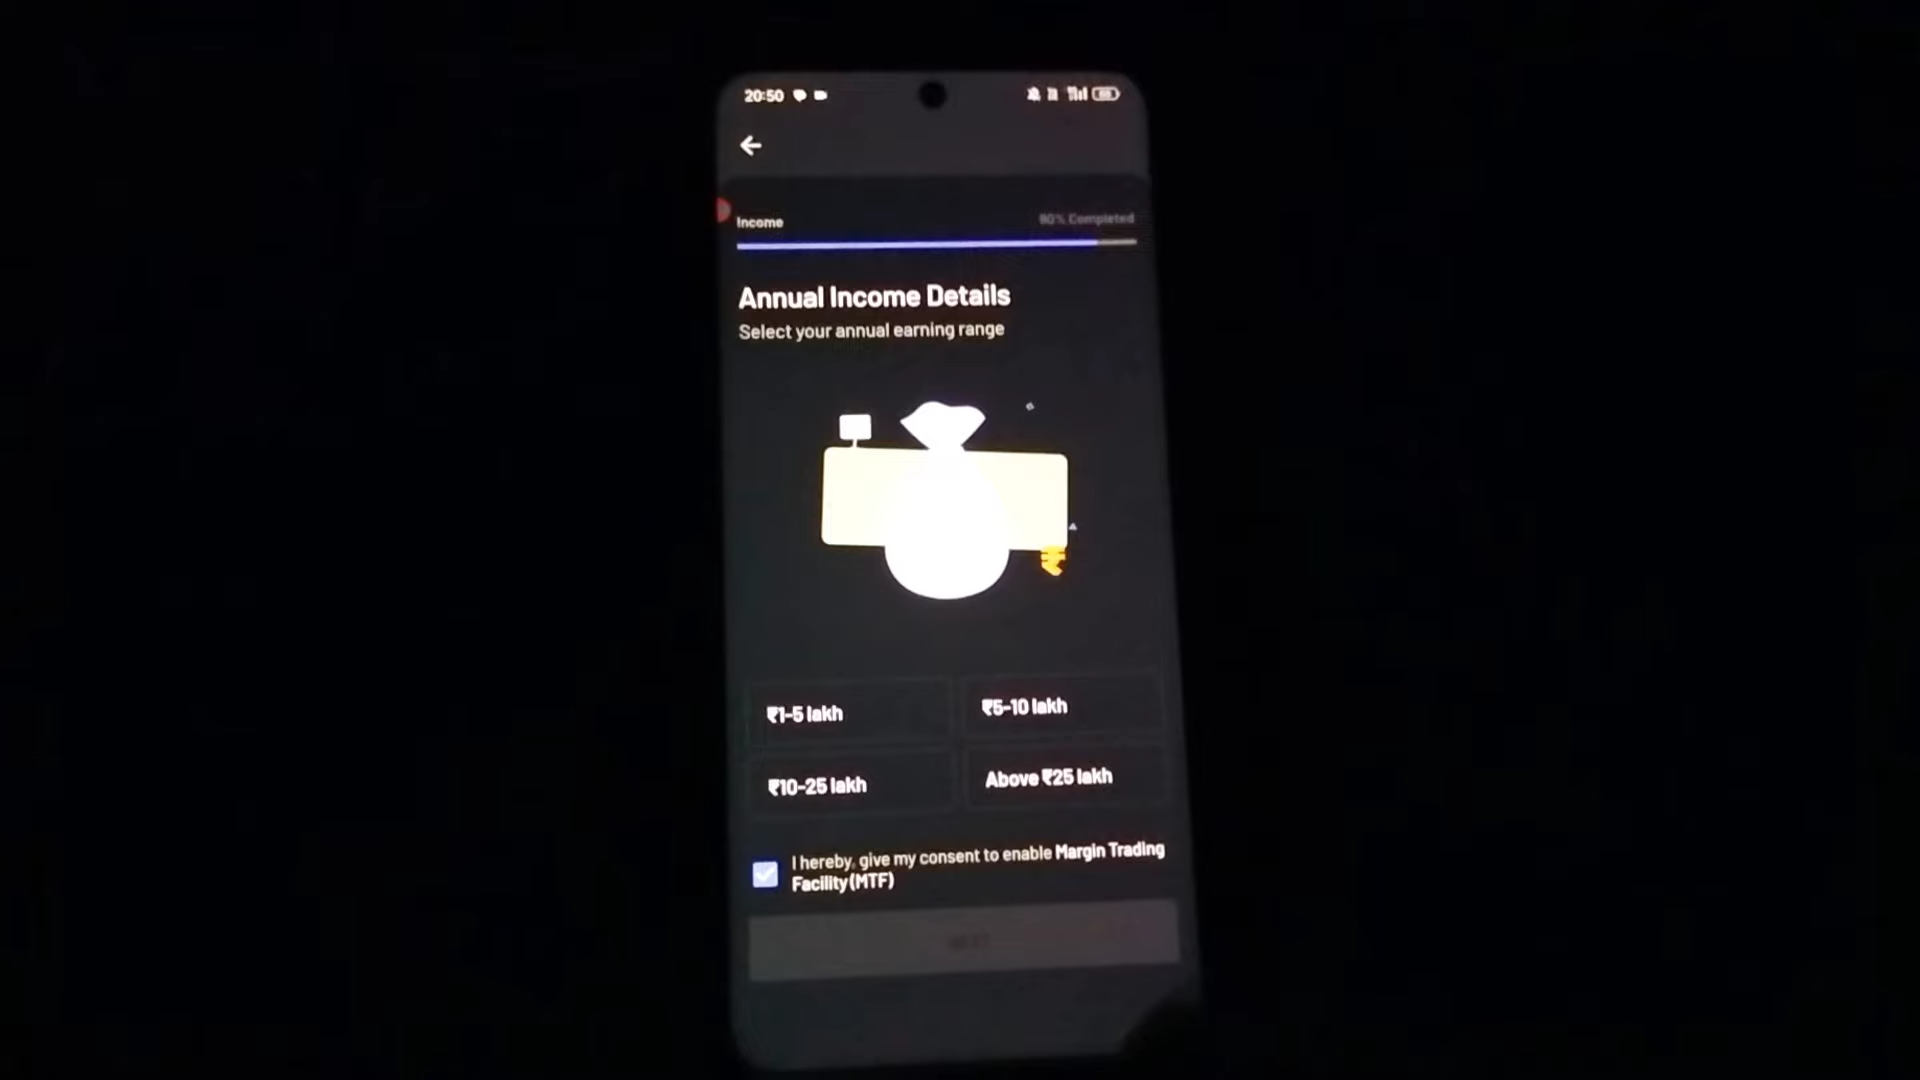 20:50
Income
90% Completed
Annual Income Details
Select your annual earning range
₹
₹1-5 lakh
₹5-10 lakh
₹10-25 lakh
Above ₹25 lakh
I hereby, give my consent to enable Margin Trading
Facility(MTF)
NEXT